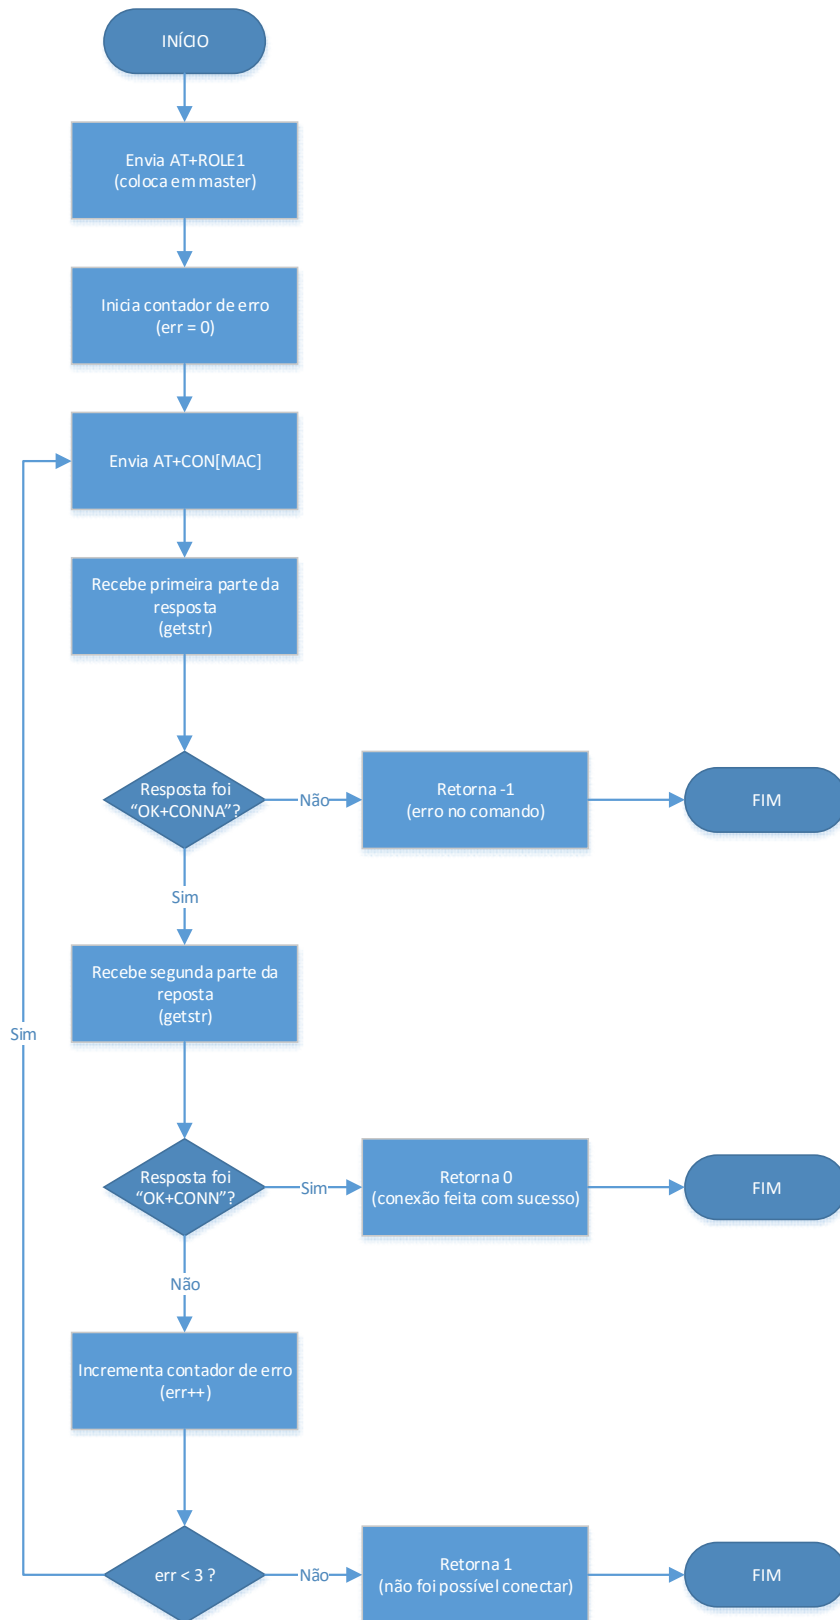 INÍCIO
Envia AT+ROLE1
(coloca em master)
Inicia contador de erro
(err = 0)
Envia AT+CON[MAC]
Recebe primeira parte da
resposta
(getstr)
Resposta foi
“OK+CONNA”?
Não
Retorna -1
(erro no comando)
FIM
Sim
Recebe segunda parte da
reposta
(getstr)
Sim
Resposta foi
“OK+CONN”?
Sim
Retorna 0
(conexão feita com sucesso)
FIM
Não
Incrementa contador de erro
(err++)
err < 3 ?
Não
Retorna 1
(não foi possível conectar)
FIM